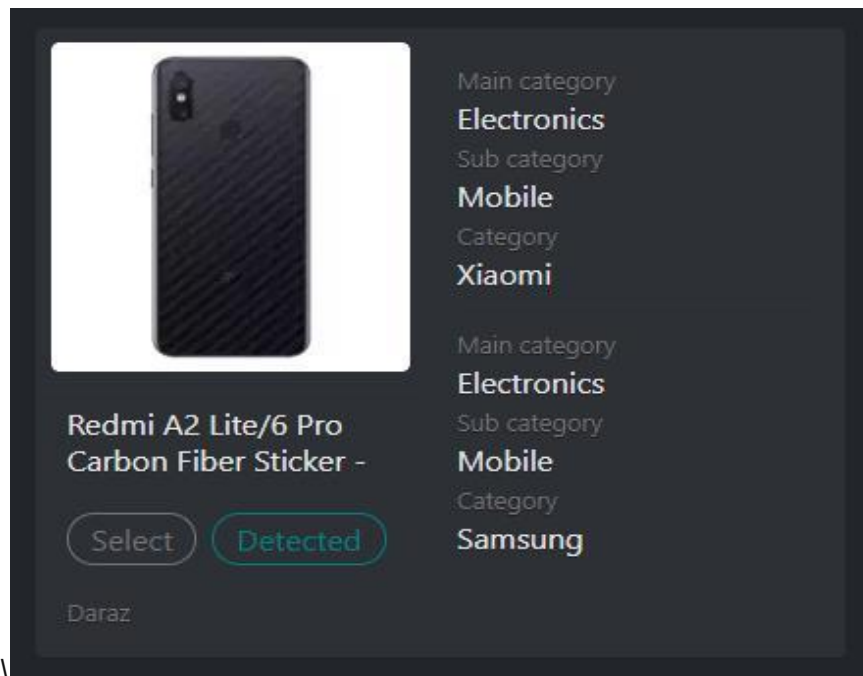 Main category
Electronics
Sub category
Mobile
Category
Xiaomi
Main category
Electronics
Sub category
Mobile
Category
Samsung
Redmi A2 Lite/6 Pro
Carbon Fiber Sticker -
Select
Detected
Daraz
\